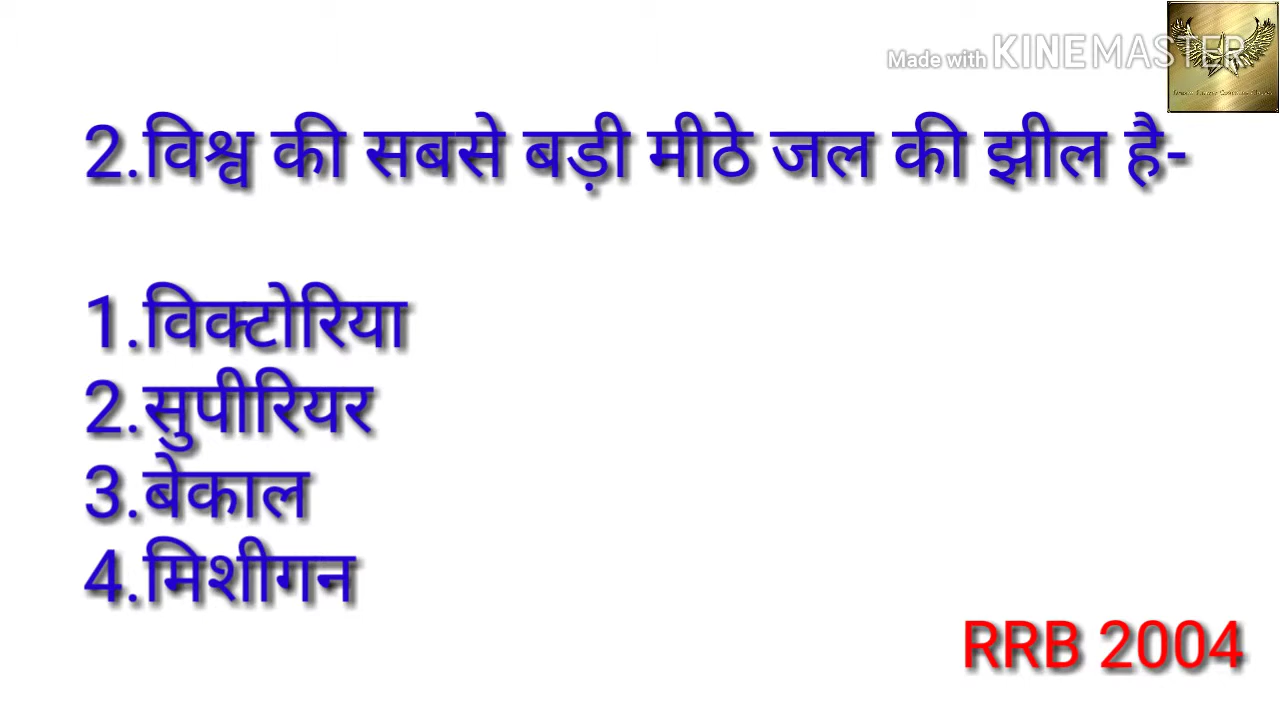 Made with KINEMASTER
2.विश्व की सबसे बड़ी मीठे जल की झील है-
1.विक्टोरिया
2.सुपीरियर
3.बेकाल
4.मिशीगन
RRB 2004